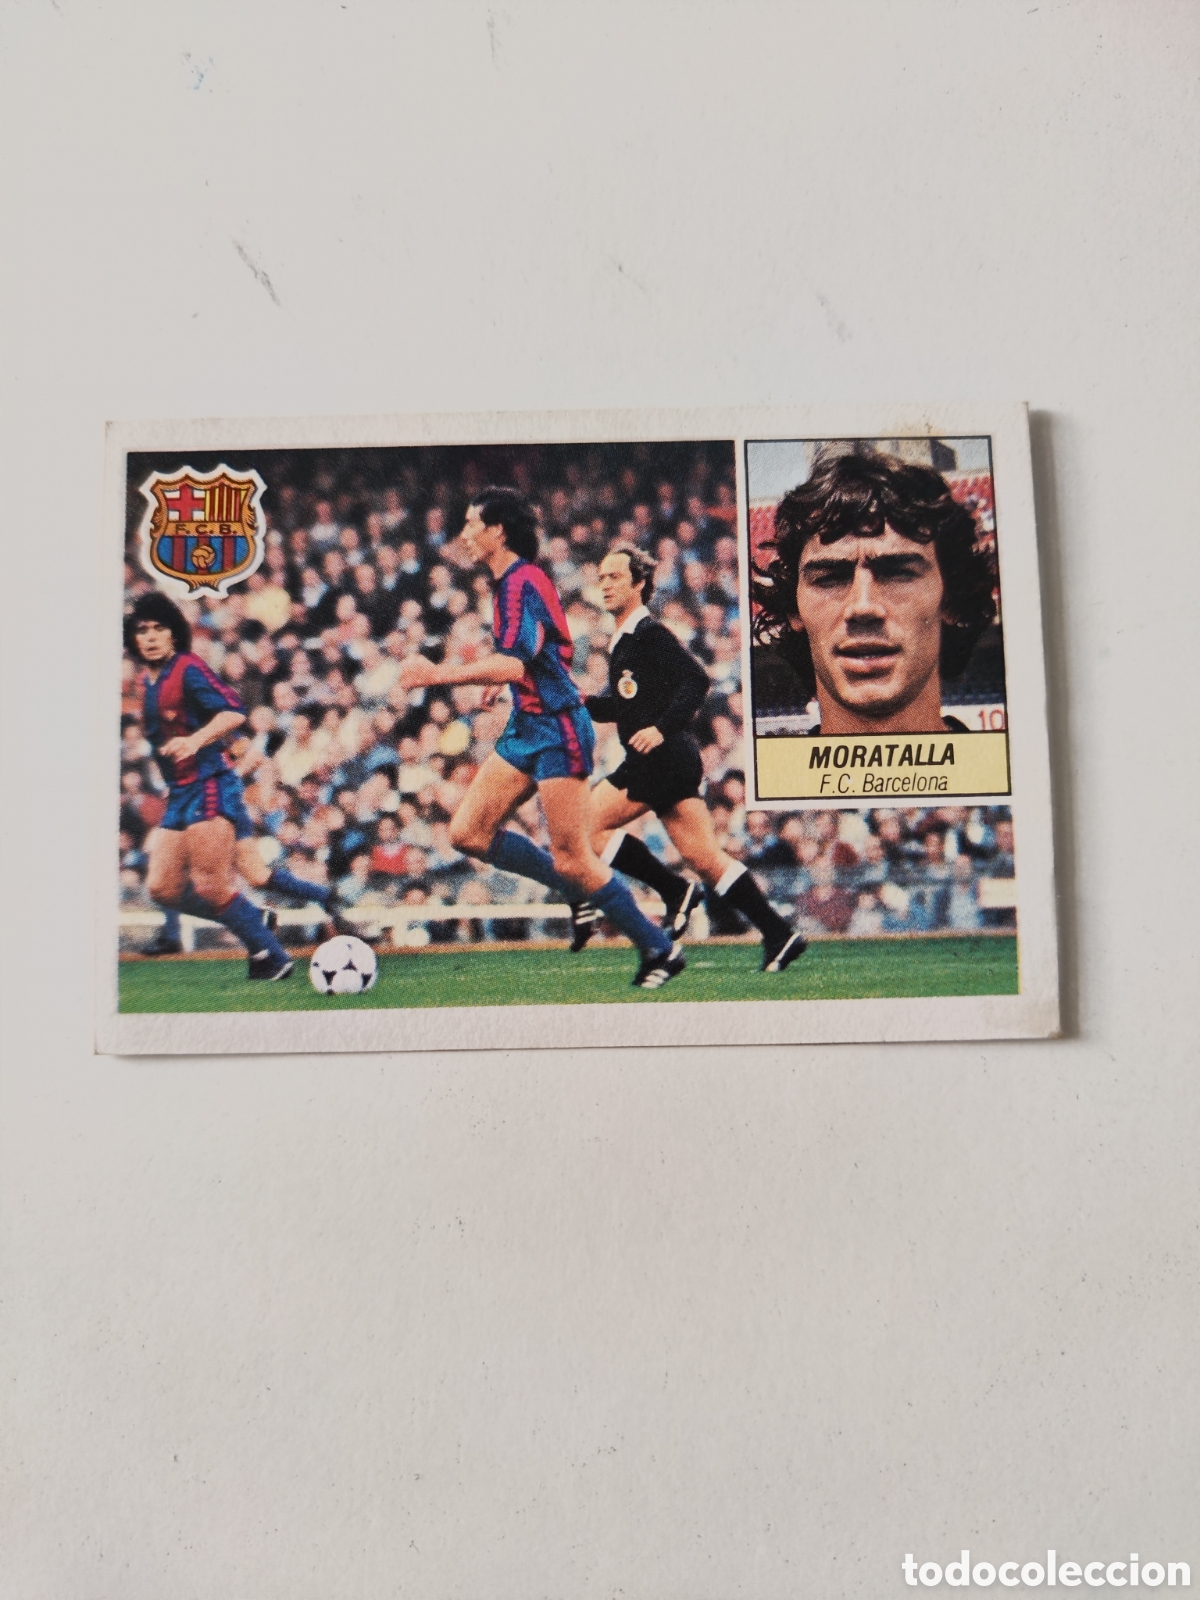 F.C.B.
10
MORATALLA
F.C. Barcelona
todocoleccion